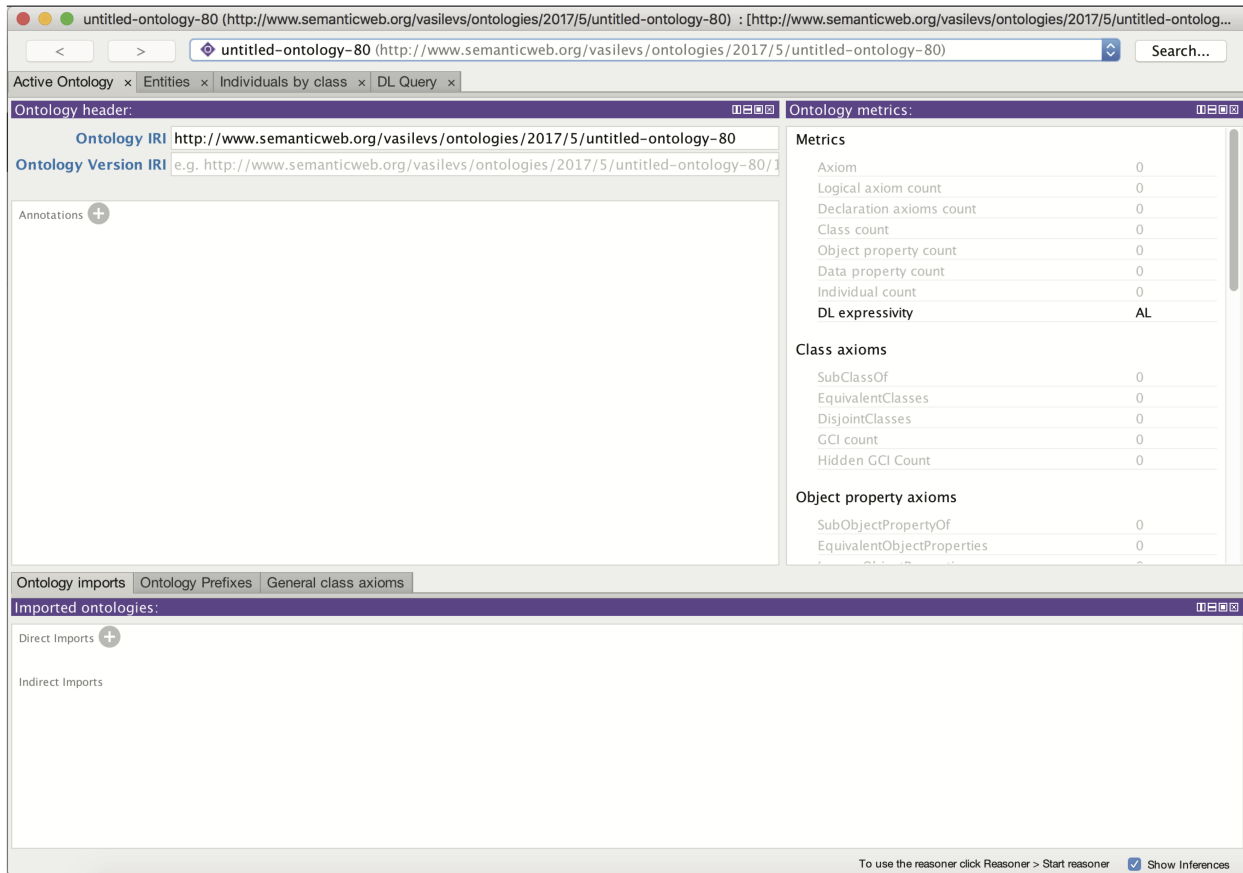 untitled-ontology-80 (http://www.semanticweb.org/vasilevs/ontologies/2017/5/untitled-ontology-80) : [http://www.semanticweb.org/vasilevs/ontologies/2017/5/untitled-ontolog...
< > untitled-ontology-80 (http://www.semanticweb.org/vasilevs/ontologies/2017/5/untitled-ontology-80) Search...
Active Ontology × Entities × Individuals by class × DL Query ×
Ontology header:
Ontology IRI http://www.semanticweb.org/vasilevs/ontologies/2017/5/untitled-ontology-80
Ontology Version IRI e.g. http://www.semanticweb.org/vasilevs/ontologies/2017/5/untitled-ontology-80/1
Annotations
Ontology metrics:
Metrics
Axiom 0
Logical axiom count 0
Declaration axioms count 0
Class count 0
Object property count 0
Data property count 0
Individual count 0
DL expressivity AL
Class axioms
SubClassOf 0
EquivalentClasses 0
DisjointClasses 0
GCI count 0
Hidden GCI Count 0
Object property axioms
SubObjectPropertyOf 0
EquivalentObjectProperties 0
Ontology imports Ontology Prefixes General class axioms
Imported ontologies:
Direct Imports
Indirect Imports
To use the reasoner click Reasoner > Start reasoner Show Inferences